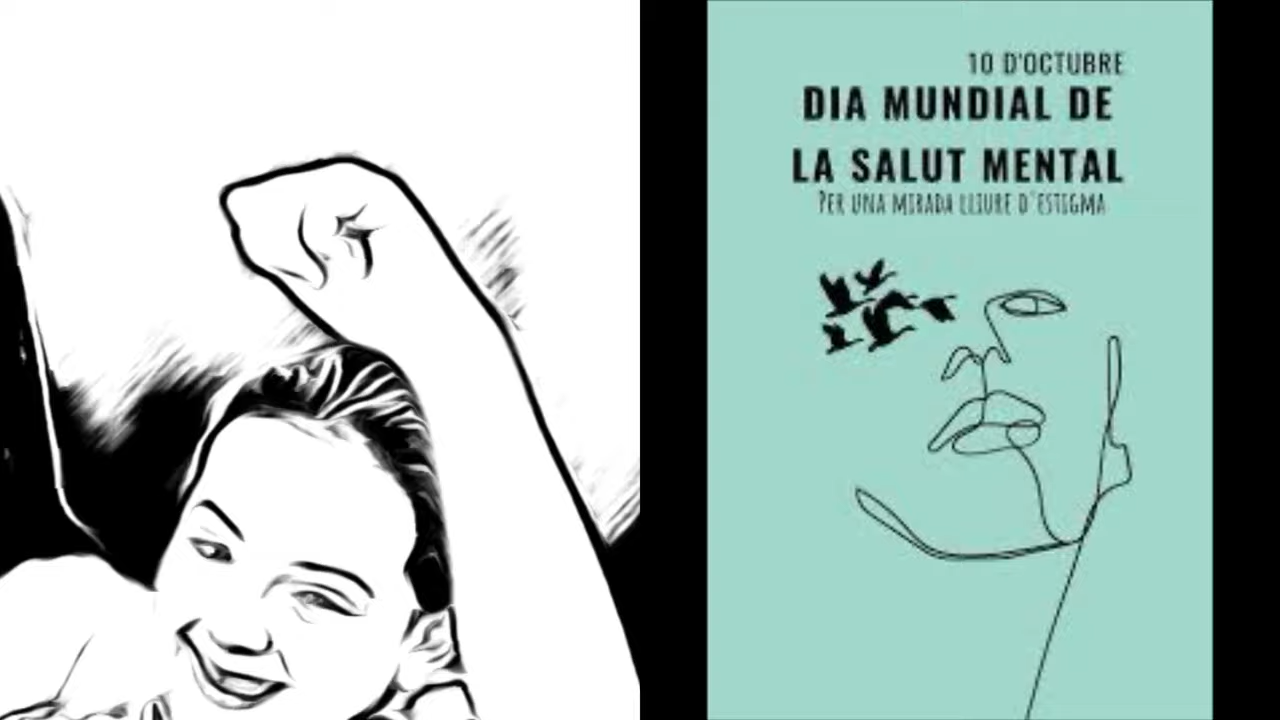 10 D'OCTUBRE
DIA MUNDIAL DE
LA SALUT MENTAL
PER UNA MIRADA LLIURE D'ESTIGMA